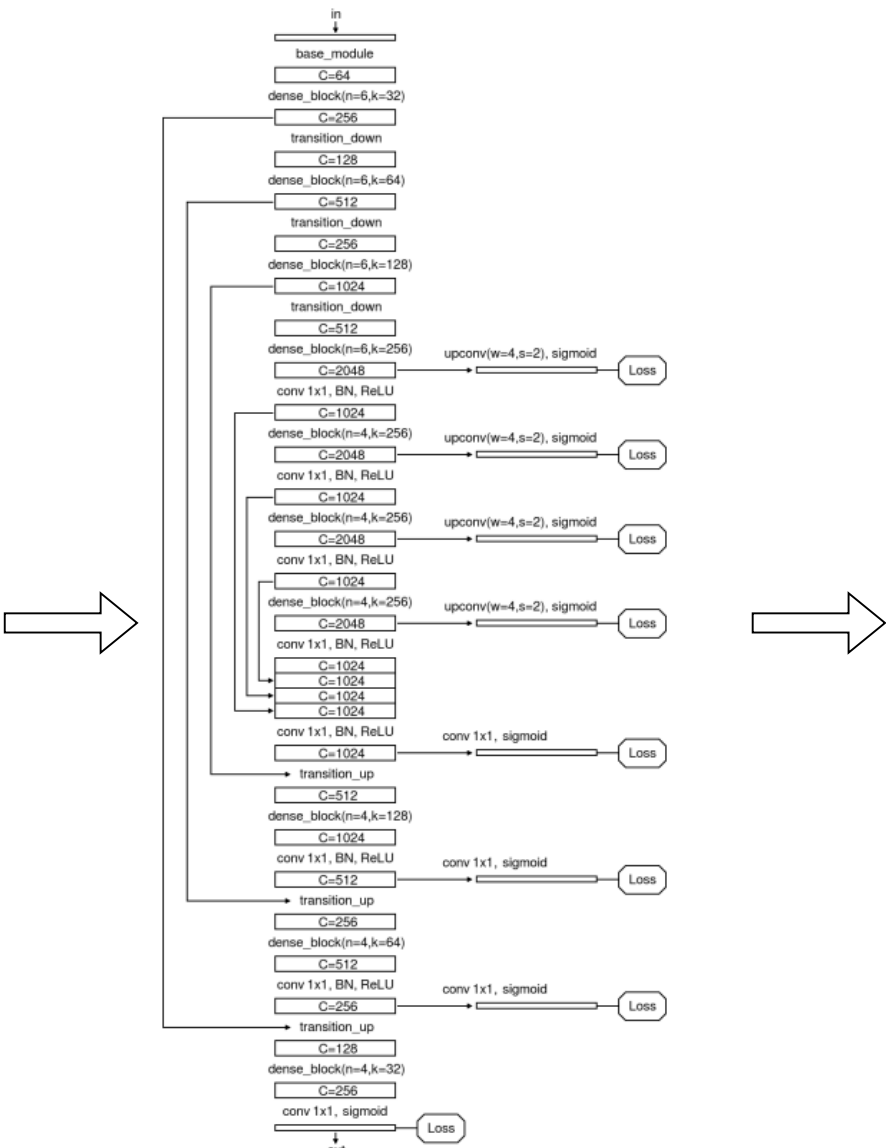 in
base_module
C=64
dense_block(n=6,k=32)
C=256
transition_down
C=128
dense_block(n=6,k=64)
C=512
transition_down
C=256
dense_block(n=6,k=128)
C=1024
transition_down
C=512
dense_block(n=6,k=256)
upconv(w=4,s=2), sigmoid
C=2048
Loss
conv 1x1, BN, ReLU
C=1024
dense_block(n=4,k=256)
upconv(w=4,s=2), sigmoid
C=2048
Loss
conv 1x1, BN, ReLU
C=1024
dense_block(n=4,k=256)
upconv(w=4,s=2), sigmoid
C=2048
Loss
conv 1x1, BN, ReLU
C=1024
dense_block(n=4,k=256)
upconv(w=4,s=2), sigmoid
C=2048
Loss
conv 1x1, BN, ReLU
C=1024
C=1024
C=1024
C=1024
conv 1x1, BN, ReLU
conv 1x1, sigmoid
C=1024
Loss
transition_up
C=512
dense_block(n=4,k=128)
C=1024
conv 1x1, BN, ReLU
conv 1x1, sigmoid
C=512
Loss
transition_up
C=256
dense_block(n=4,k=64)
C=512
conv 1x1, BN, ReLU
conv 1x1, sigmoid
C=256
Loss
transition_up
C=128
dense_block(n=4,k=32)
C=256
conv 1x1, sigmoid
Loss